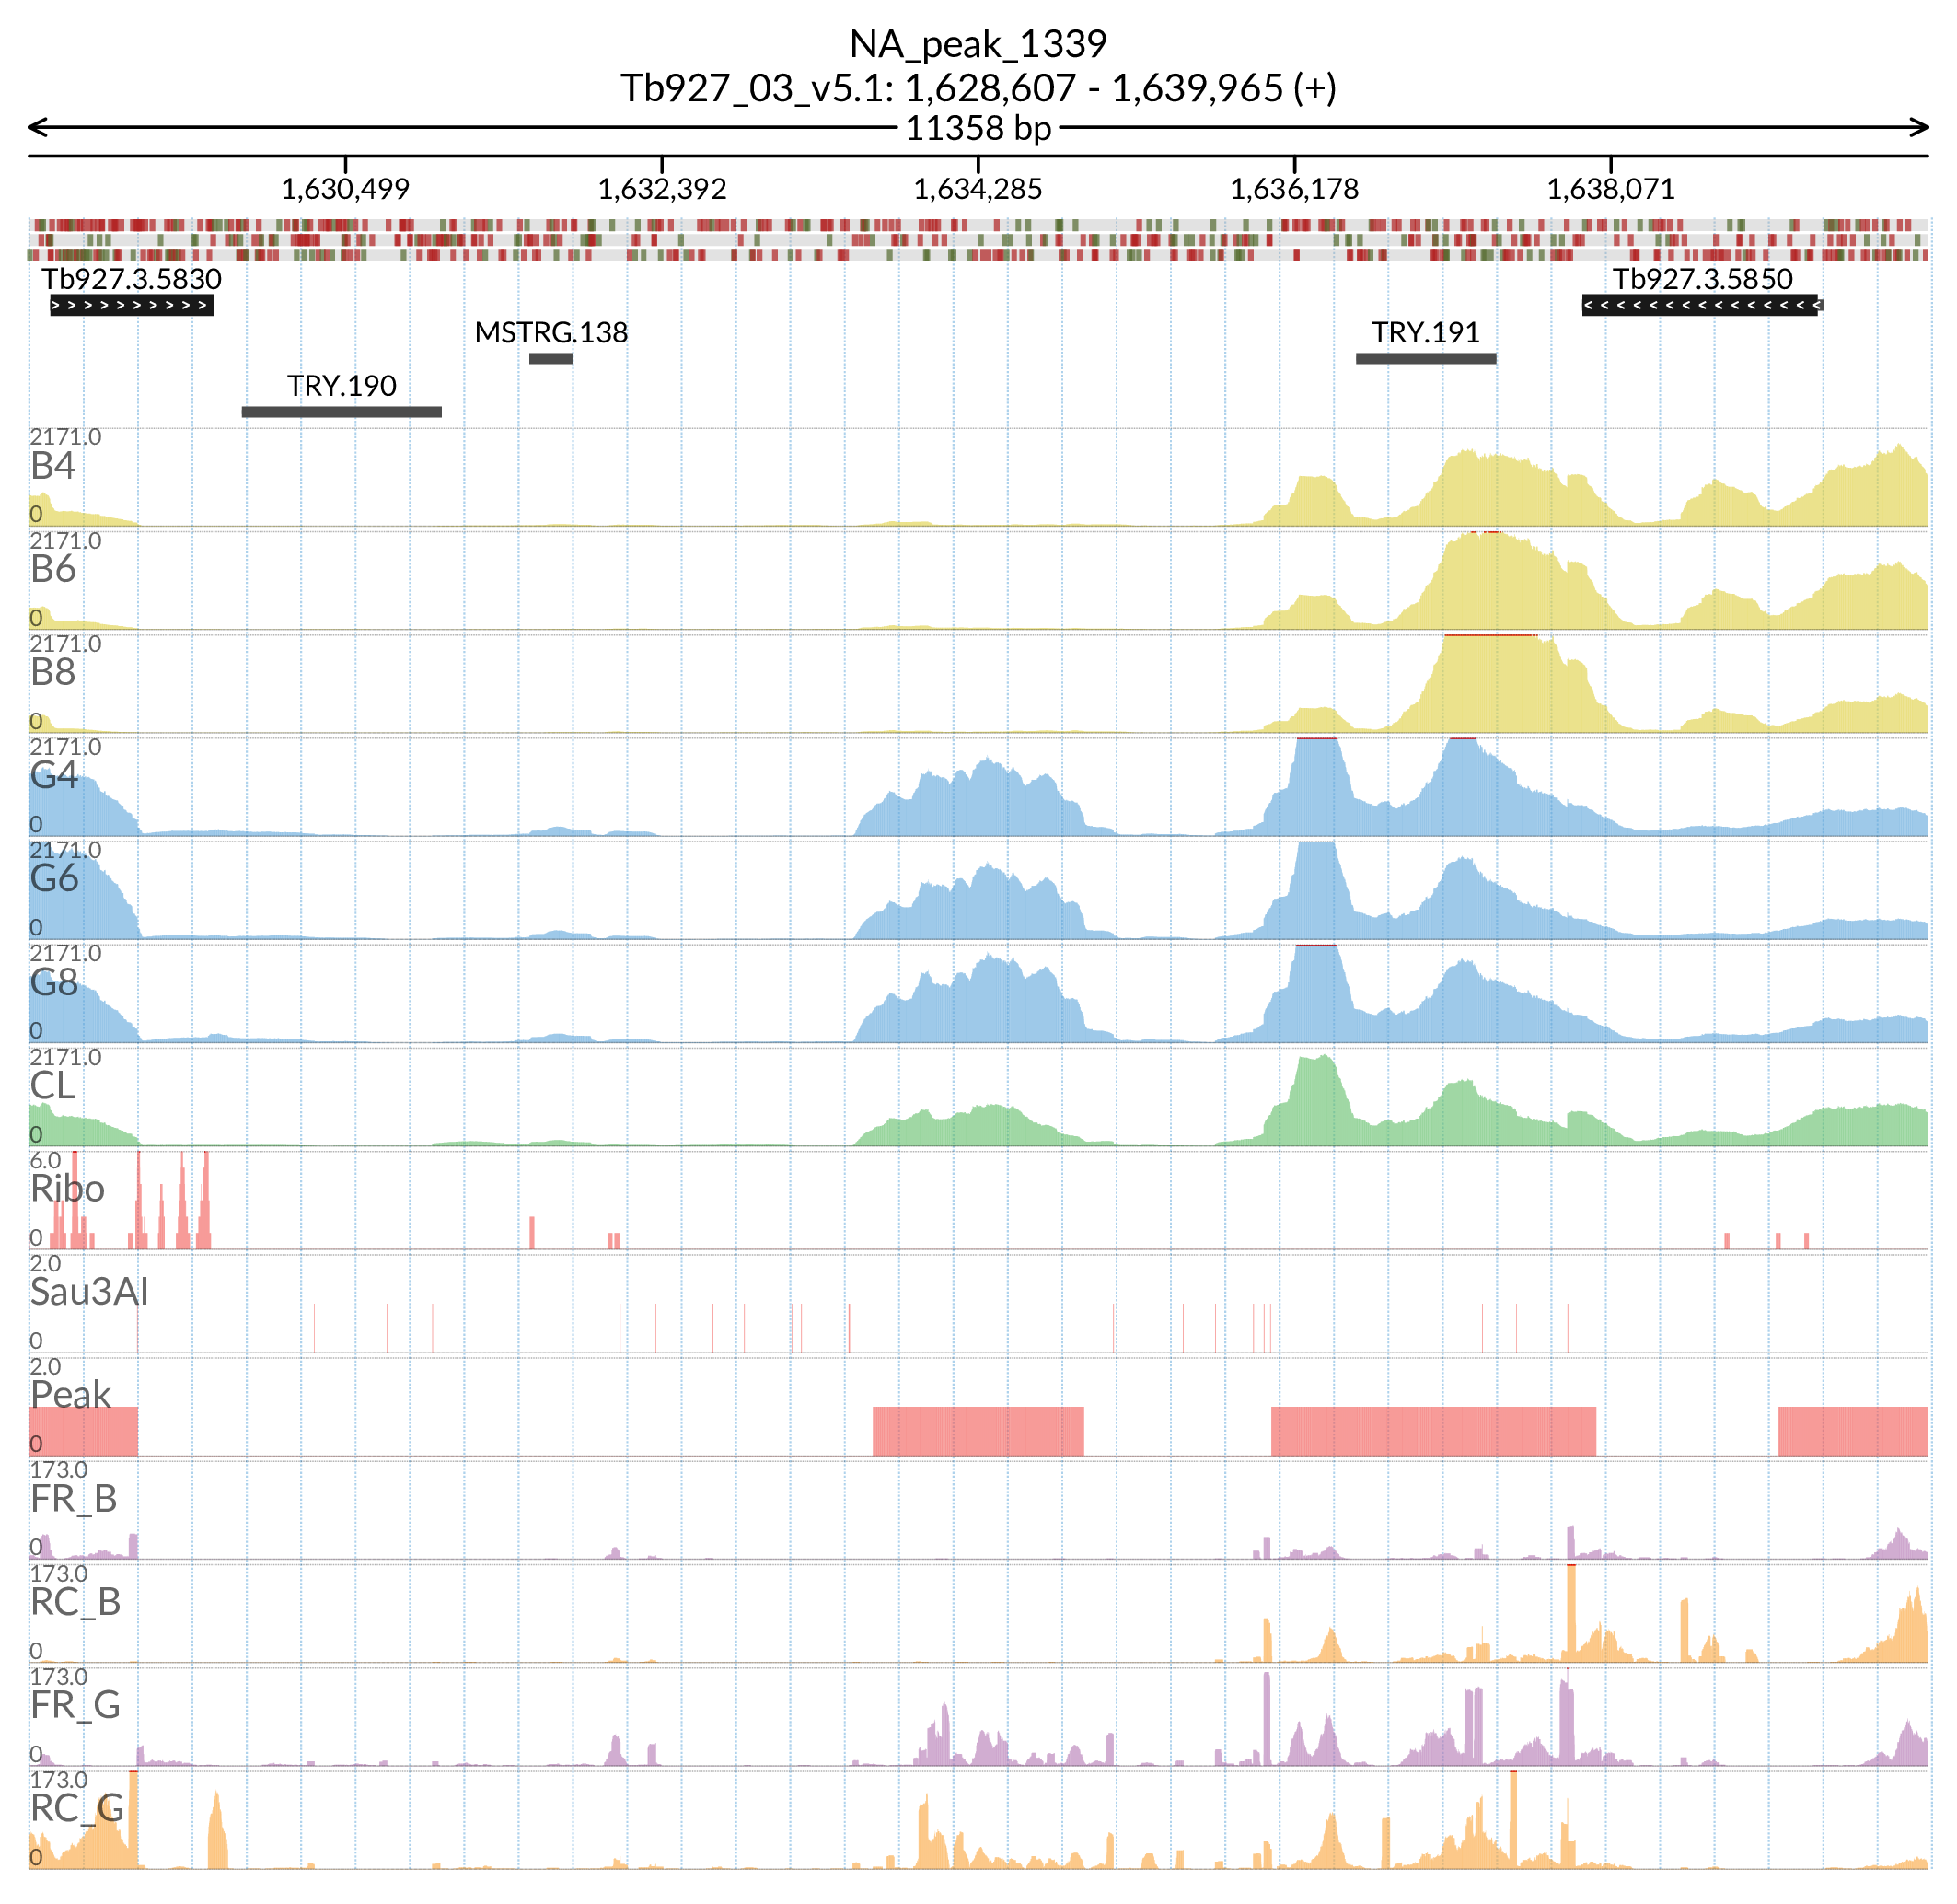 NA_peak_1339
Tb927_03_v5.1: 1,628,607 - 1,639,965 (+)
11358 bp
1,630,499 1,632,392 1,634,285 1,636,178 1,638,071
Tb927.3.5830 Tb927.3.5850
MSTRG.138 TRY.191
TRY.190
2171.0
B4
0
2171.0
B6
0
2171.0
B8
0
2171.0
G4
0
2171.0
G6
0
2171.0
G8
0
2171.0
CL
0
6.0
Ribo
0
2.0
Sau3AI
0
2.0
Peak
0
173.0
FR_B
0
173.0
RC_B
0
173.0
FR_G
0
173.0
RC_G
0